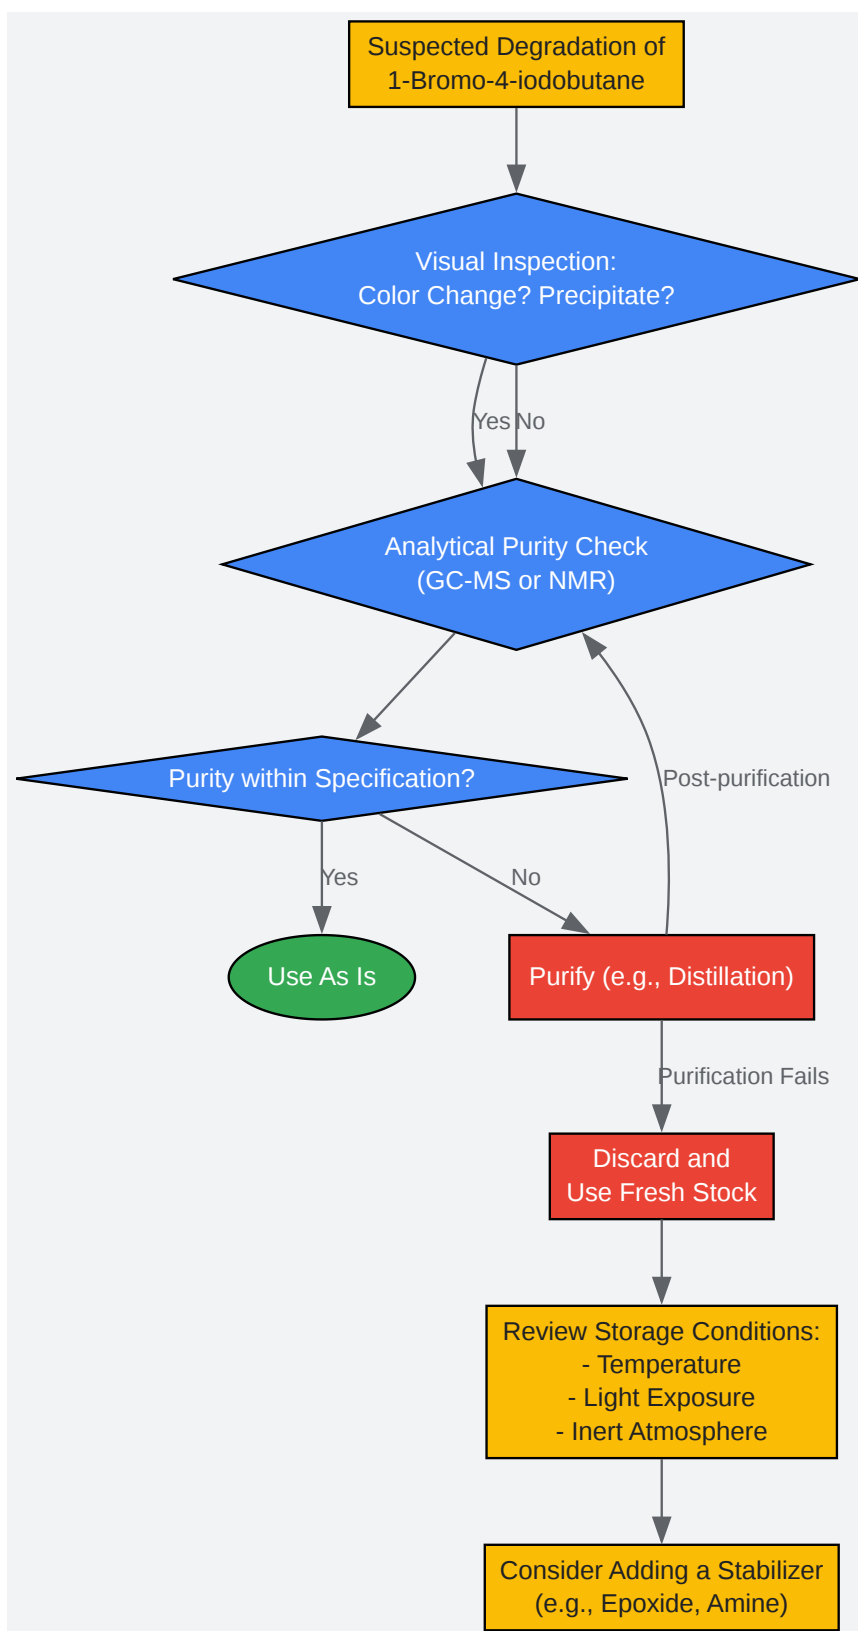 Suspected Degradation of
1-Bromo-4-iodobutane
Visual Inspection:
Color Change? Precipitate?
Yes
No
Analytical Purity Check
(GC-MS or NMR)
Purity within Specification?
Post-purification
Yes
No
Use As Is
Purify (e.g., Distillation)
Purification Fails
Discard and
Use Fresh Stock
Review Storage Conditions:
- Temperature
- Light Exposure
- Inert Atmosphere
Consider Adding a Stabilizer
(e.g., Epoxide, Amine)